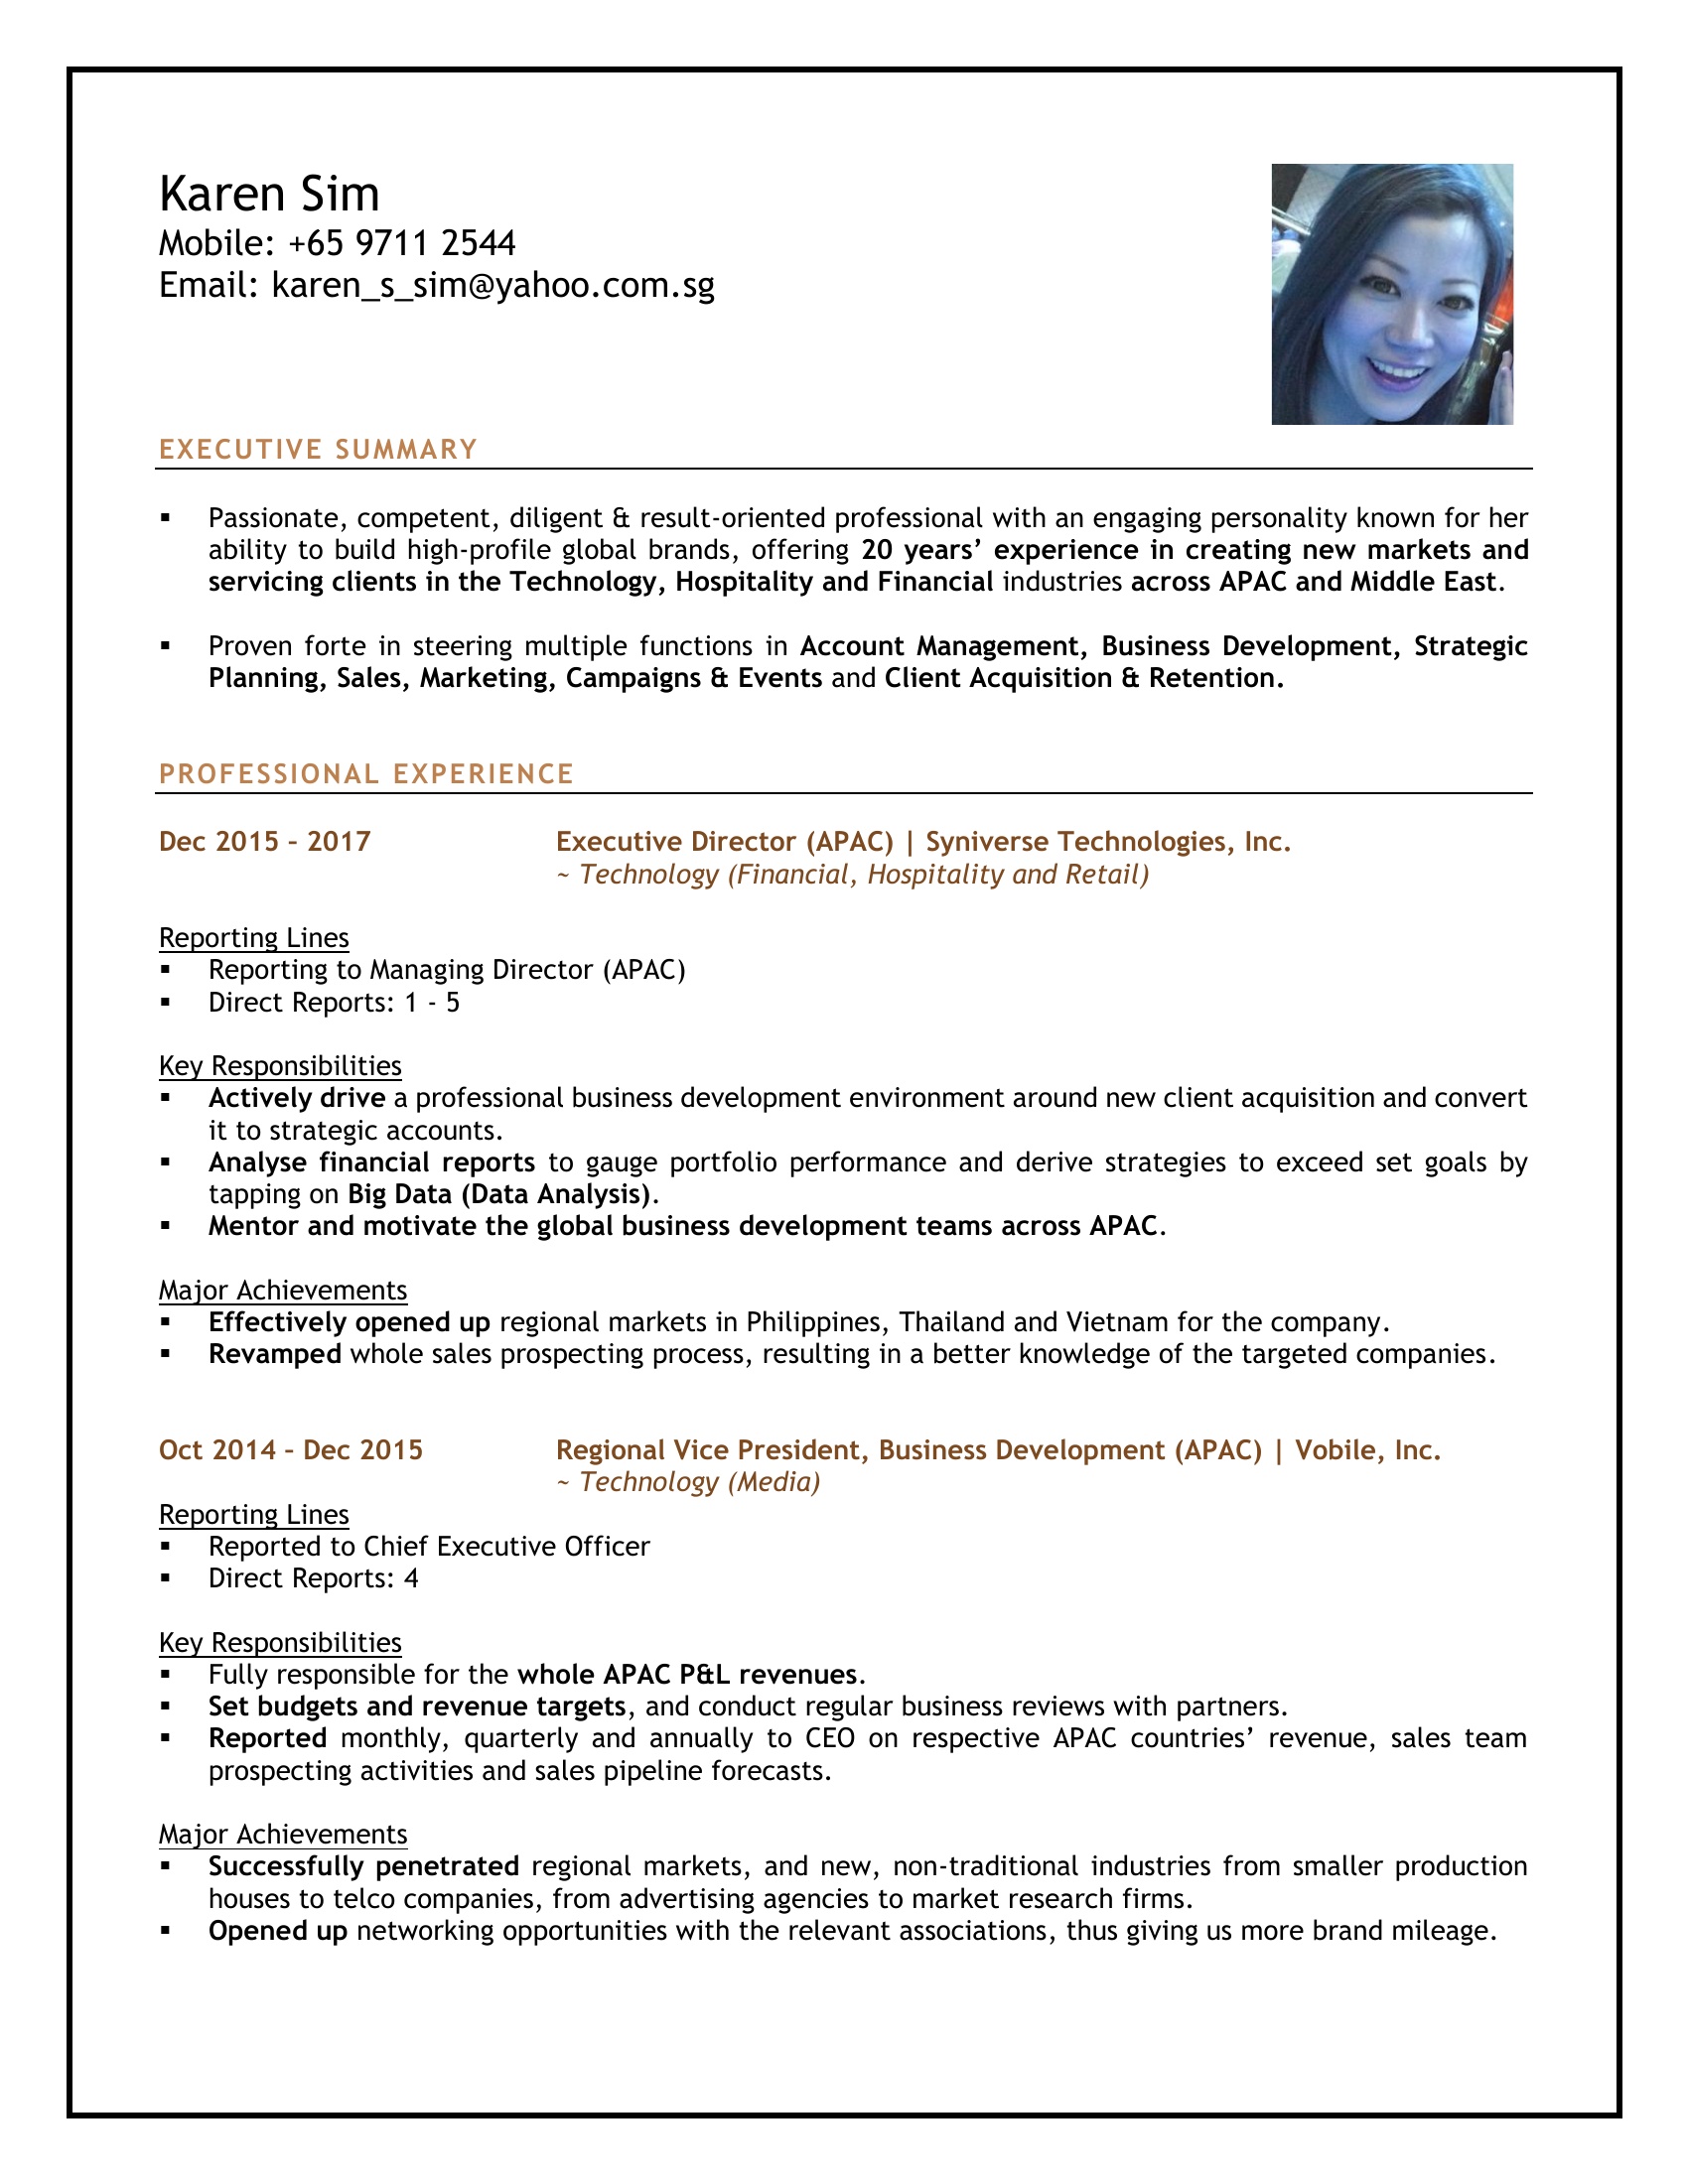 Karen Sim
Mobile: +65 9711 2544
Email: karen_s_sim@yahoo.com.sg
EXECUTIVE SUMMARY
▪ Passionate, competent, diligent & result-oriented professional with an engaging personality known for her
ability to build high-profile global brands, offering 20 years’ experience in creating new markets and
servicing clients in the Technology, Hospitality and Financial industries across APAC and Middle East.
▪ Proven forte in steering multiple functions in Account Management, Business Development, Strategic
Planning, Sales, Marketing, Campaigns & Events and Client Acquisition & Retention.
PROFESSIONAL EXPERIENCE
Dec 2015 – 2017 Executive Director (APAC) | Syniverse Technologies, Inc.
~ Technology (Financial, Hospitality and Retail)
Reporting Lines
▪ Reporting to Managing Director (APAC)
▪ Direct Reports: 1 - 5
Key Responsibilities
▪ Actively drive a professional business development environment around new client acquisition and convert
it to strategic accounts.
▪ Analyse financial reports to gauge portfolio performance and derive strategies to exceed set goals by
tapping on Big Data (Data Analysis).
▪ Mentor and motivate the global business development teams across APAC.
Major Achievements
▪ Effectively opened up regional markets in Philippines, Thailand and Vietnam for the company.
▪ Revamped whole sales prospecting process, resulting in a better knowledge of the targeted companies.
Oct 2014 – Dec 2015 Regional Vice President, Business Development (APAC) | Vobile, Inc.
~ Technology (Media)
Reporting Lines
▪ Reported to Chief Executive Officer
▪ Direct Reports: 4
Key Responsibilities
▪ Fully responsible for the whole APAC P&L revenues.
▪ Set budgets and revenue targets, and conduct regular business reviews with partners.
▪ Reported monthly, quarterly and annually to CEO on respective APAC countries’ revenue, sales team
prospecting activities and sales pipeline forecasts.
Major Achievements
▪ Successfully penetrated regional markets, and new, non-traditional industries from smaller production
houses to telco companies, from advertising agencies to market research firms.
▪ Opened up networking opportunities with the relevant associations, thus giving us more brand mileage.